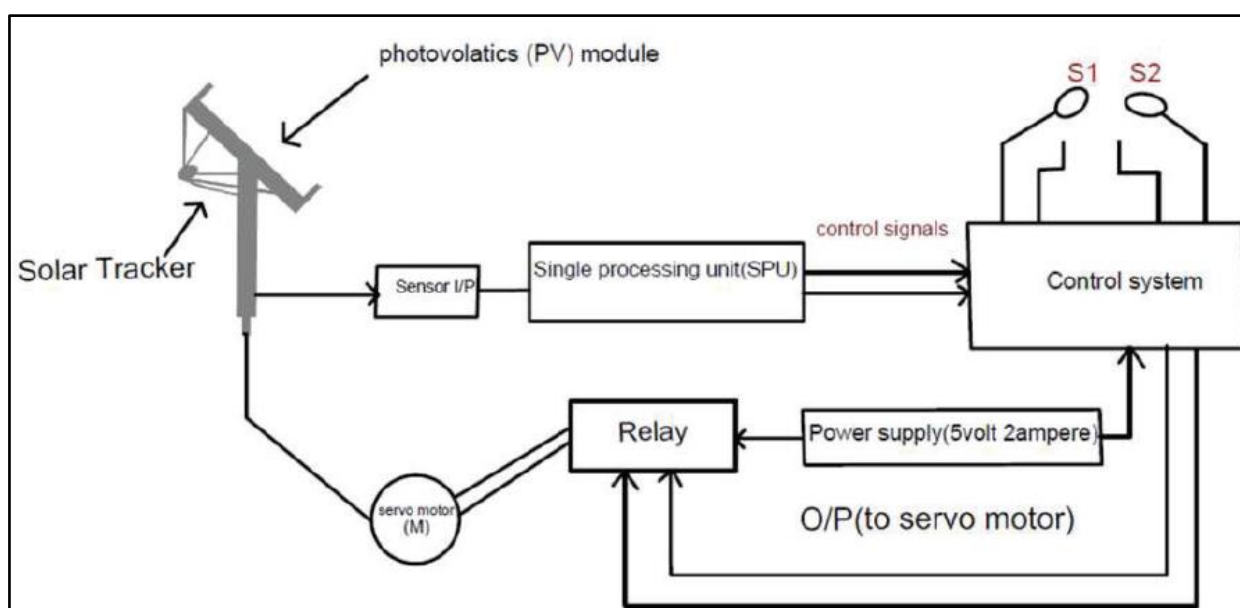 photovolatics (PV) module
S1 S2
Solar Tracker
Sensor I/P
Single processing unit(SPU)
control signals
Control system
Relay
Power supply(5volt 2ampere)
servo motor
(M)
O/P(to servo motor)